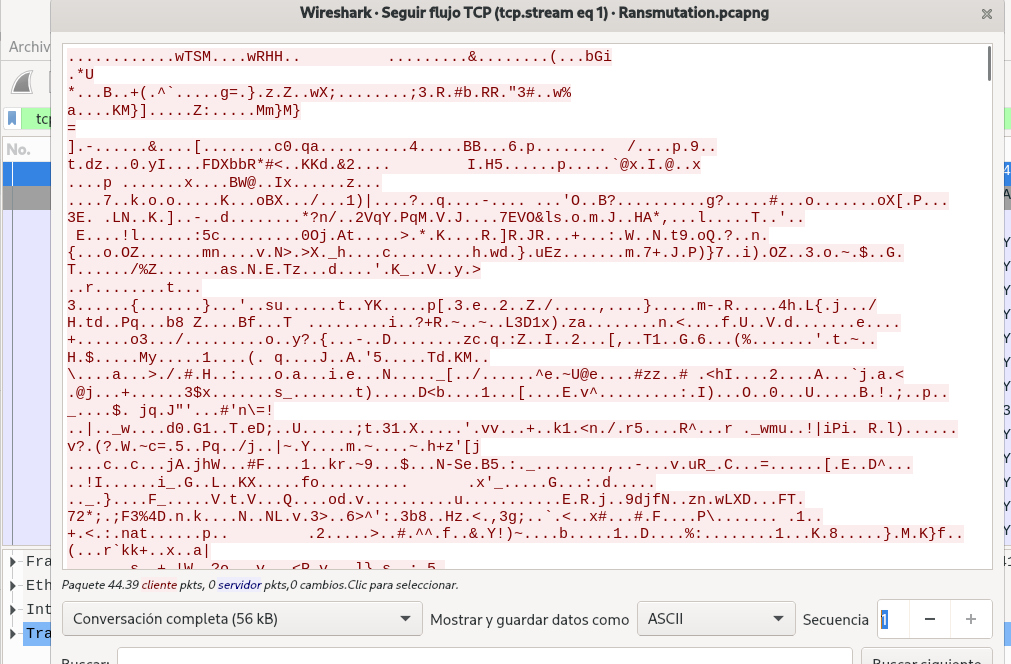 Wireshark · Seguir flujo TCP (tcp.stream eq 1) · Ransmutation.pcapng
Archiv
tcp
No.
............wTSM....wRHH..          .........&........(...bGi
.*U
*...B..+(.^`.....g=.}.z.Z..wX;........;3.R.#b.RR."3#..w%
a....KM}].....Z:.....Mm}M}
=
].-......&....[........c0.qa..........4.....BB...6.p........  /....p.9..
t.dz...0.yI....FDXbbR*#<..KKd.&2....         I.H5......p.....`@x.I.@..x
....p .......x....BW@..Ix......z...
....7..k.o.o.....K...oBX../...1)|....?..q....-.... ...'O..B?..........g?.....#...o.......oX[.P...
3E. .LN..K.]..-..d........*?n/..2VqY.PqM.V.J....7EVO&ls.o.m.J..HA*,...l.....T..'..
 E....!l......:5c.........0Oj.At.....>.*.K....R.]R.JR...+...:.W..N.t9.oQ.?..n.
{...o.OZ.......mn....v.N>.>X._h....c.........h.wd.}.uEz.......m.7+.J.P)}7..i).OZ..3.o.~.$..G.
T....../%Z.......as.N.E.Tz...d....'.K_..V..y.>
..r.......t...
3......{.......}...'..su......t..YK.....p[.3.e..2..Z./.....,....}.....m-.R.....4h.L{.j.../
H.td..Pq...b8 Z....Bf...T  .........i..?+R.~..~..L3D1x).za........n.<....f.U..V.d.......e....
+......o3.../.........o..y?.{...-..D........zc.q.:Z..I..2...[,..T1..G.6...(%.......'.t.~..
H.$.....My.....1....(. q....J..A.'5.....Td.KM..
\....a...>./.#.H..:....o.a...i.e...N....._[../......^e.~U@e....#zz..# .<hI....2....A...`j.a.<
.@j...+......3$x.......s_........t).....D<b....1...[....E.v^.........:.I)...O..0...U.....B.!.;..p..
_....$. jq.J"'...#'n\=!
..|.._w....d0.G1..T.eD;..U......;t.31.X.....'.vv...+..k1.<n./.r5....R^...r ._wmu..!|iPi. R.l)......
v?.(?.W.~c=.5..Pq../j..|~.Y....m.~....~.h+z'[j
....c..c...jA.jhW...#F....1..kr.~9...$...N-Se.B5.:._........,..-...v.uR_.C...=......[.E..D^...
..!I......i_.G..L..KX.....fo..........       .x'_.....G...:.d.....
.._.}....F_.....V.t.V...Q....od.v..........u...........E.R.j..9djfN..zn.wLXD...FT.
72*;.;F3%4D.n.k....N..NL.v.3>..6>^':.3b8..Hz.<.,3g;..`.<..x#...#.F....P\....... .1..
+.<.:.nat......p..         .2.....>..#.^^.f..&.Y!)~....b.....1..D....%:........1...K.8.....}.M.K}f..
(...r`kk+..x..a|
Fra
Eth
Int
Tra
Paquete 44.39 cliente pkts, 0 servidor pkts,0 cambios.Clic para seleccionar.
Conversación completa (56 kB)
Mostrar y guardar datos como
ASCII
Secuencia
1
Buscar:
Buscar siguiente